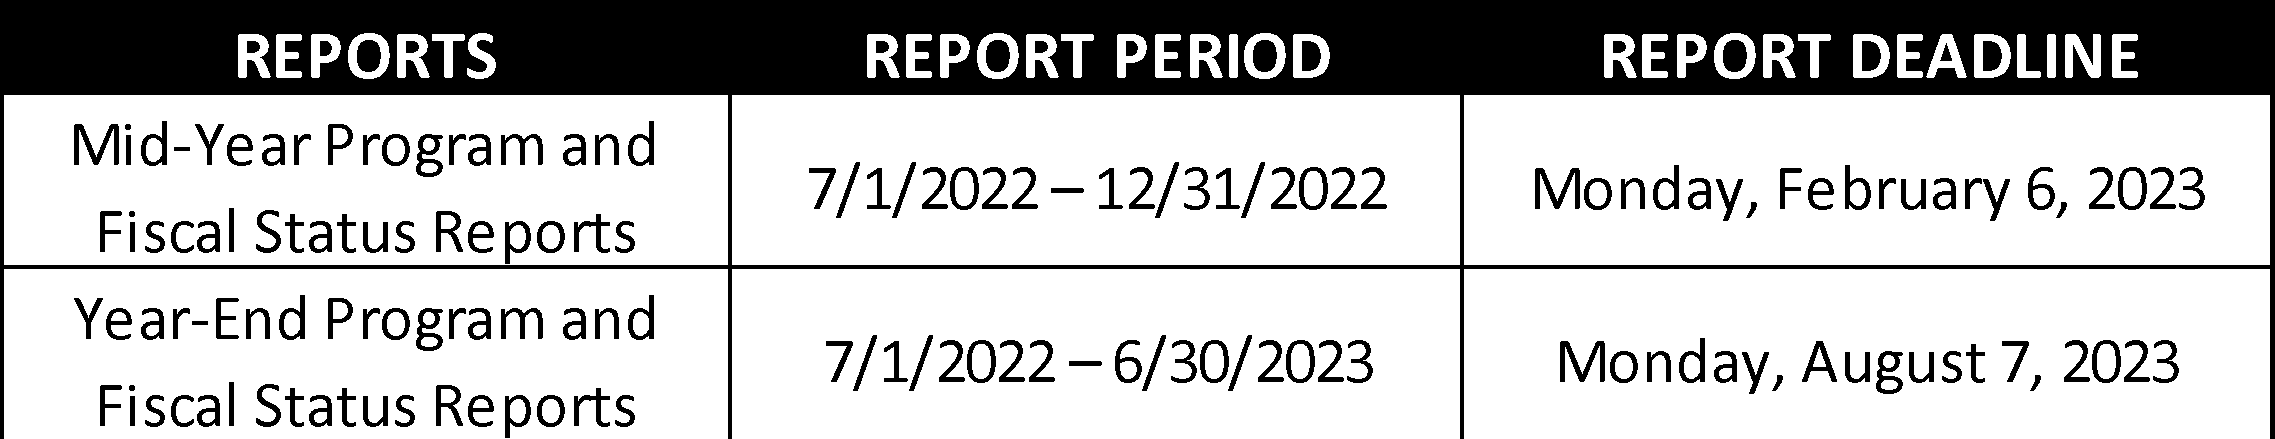 REPORTS REPORT PERIOD REPORT DEADLINE
Mid-Year Program and
Fiscal Status Reports
7/1/2022 – 12/31/2022
Monday, February 6, 2023
Year-End Program and
Fiscal Status Reports
7/1/2022 – 6/30/2023
Monday, August 7, 2023